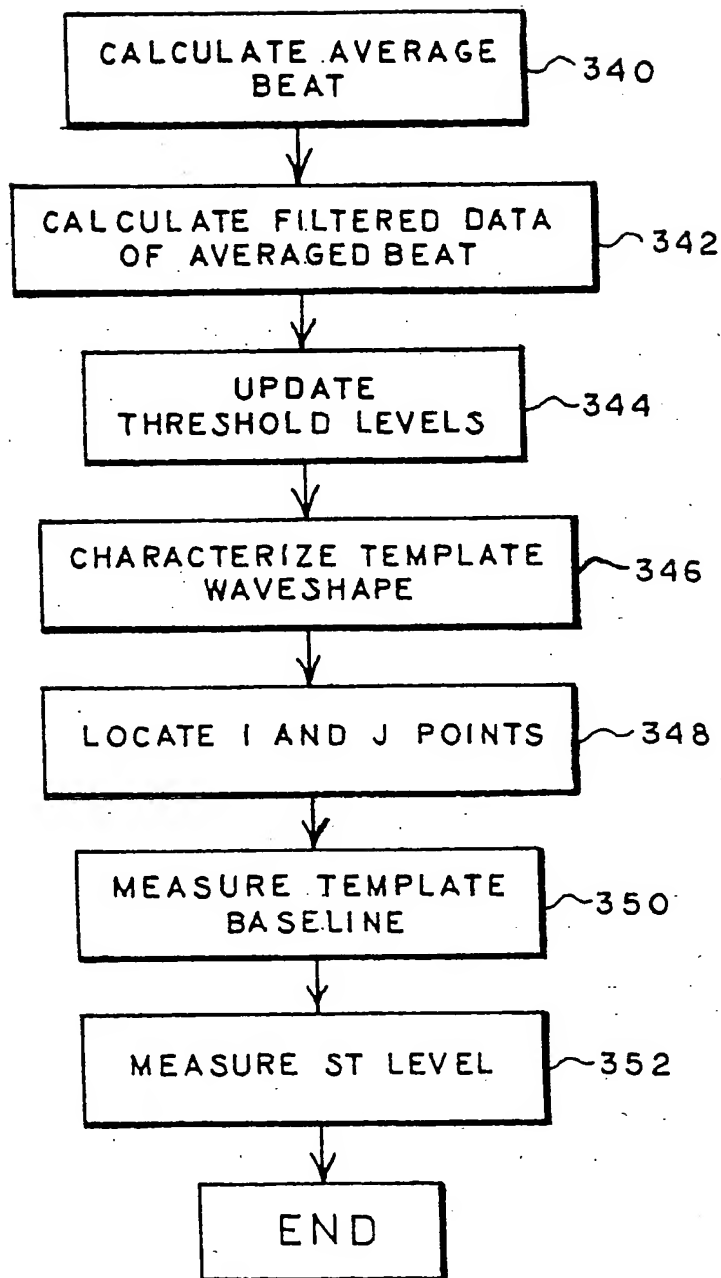 CALCULATE AVERAGE
BEAT
340
CALCULATE FILTERED DATA
OF AVERAGED BEAT
342
UPDATE
THRESHOLD LEVELS
344
CHARACTERIZE TEMPLATE
WAVESHAPE
346
LOCATE I AND J POINTS
348
MEASURE TEMPLATE
BASELINE
350
MEASURE ST LEVEL
352
END